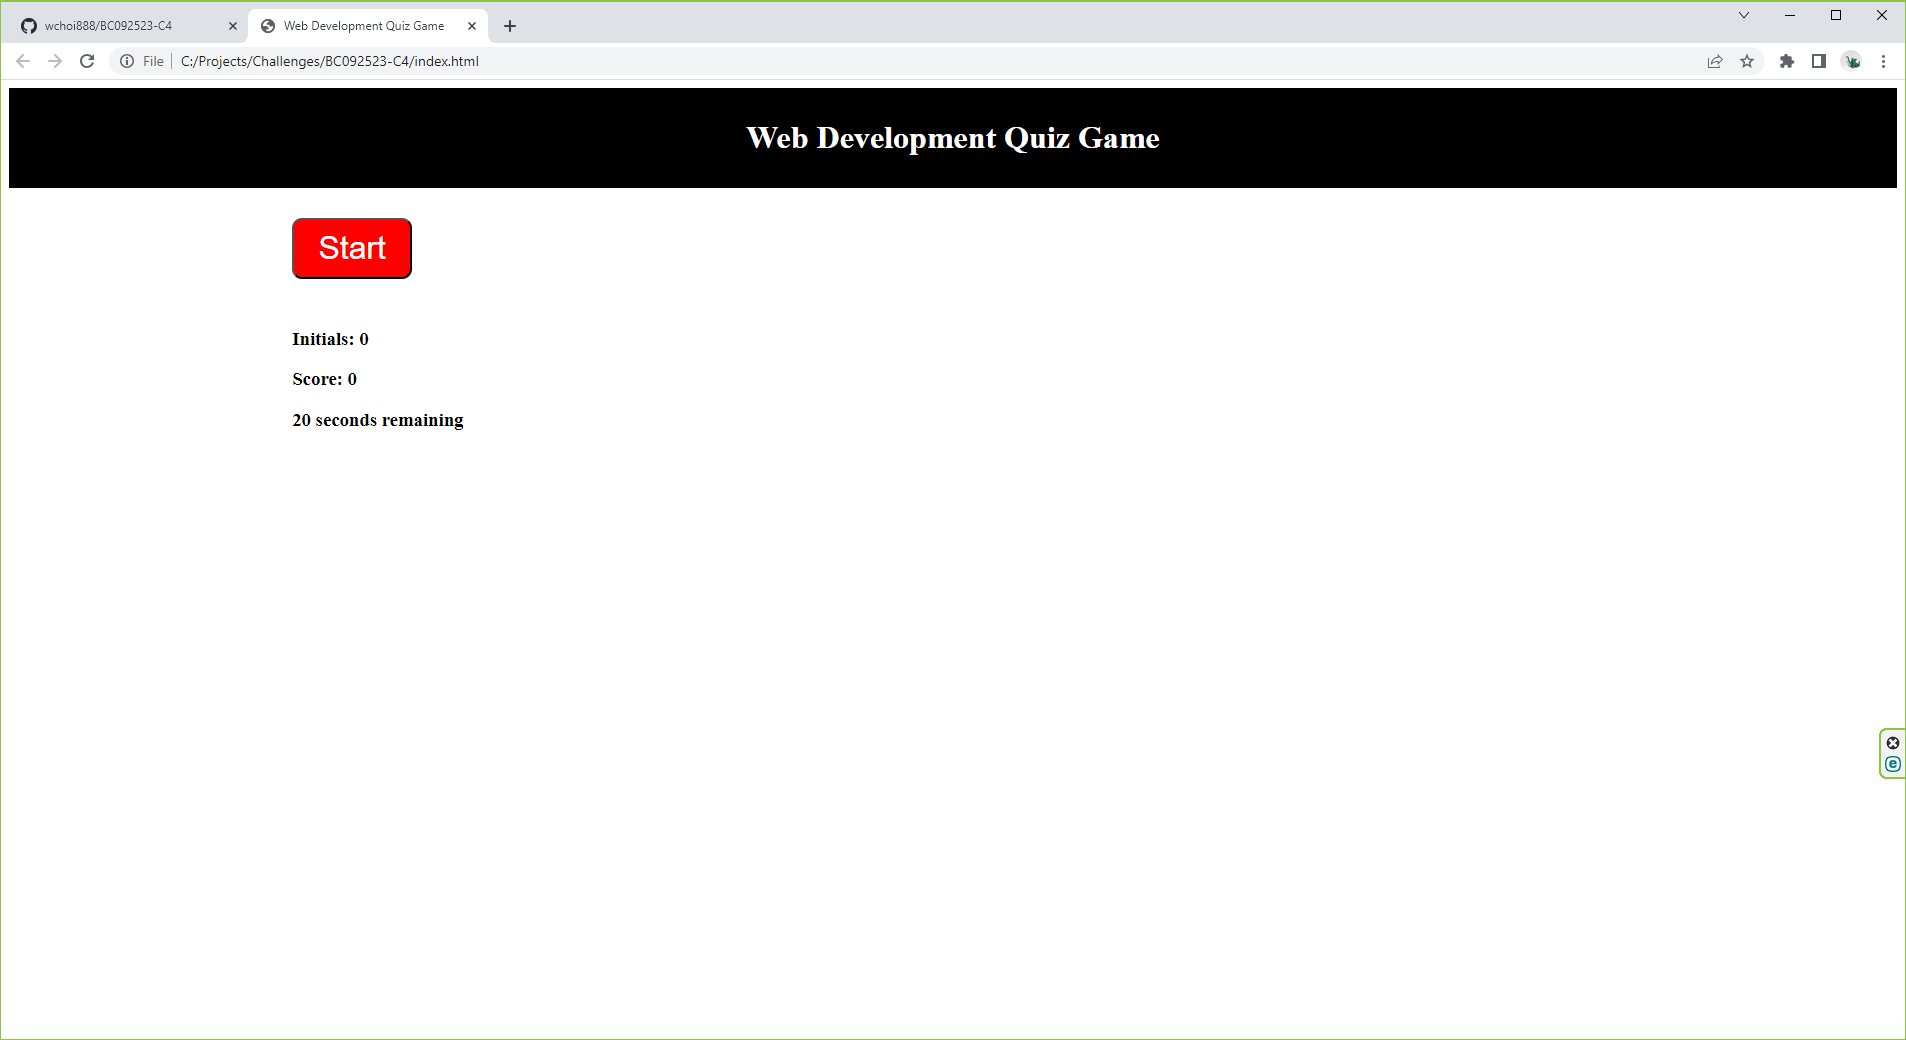 wchoi888/BC092523-C4
Web Development Quiz Game
File
C:/Projects/Challenges/BC092523-C4/index.html
Web Development Quiz Game
Start
Initials: 0
Score: 0
20 seconds remaining
e